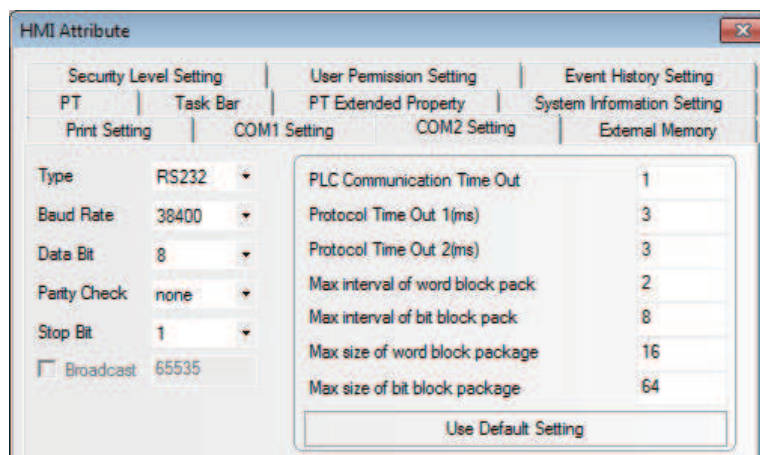 HMI Attribute
Security Level Setting User Permission Setting Event History Setting
PT Task Bar PT Extended Property System Information Setting
Print Setting COM1 Setting COM2 Setting External Memory
Type RS232
Baud Rate 38400
Data Bit 8
Parity Check none
Stop Bit 1
Broadcast 65535
PLC Communication Time Out 1
Protocol Time Out 1(ms) 3
Protocol Time Out 2(ms) 3
Max interval of word block pack 2
Max interval of bit block pack 8
Max size of word block package 16
Max size of bit block package 64
Use Default Setting